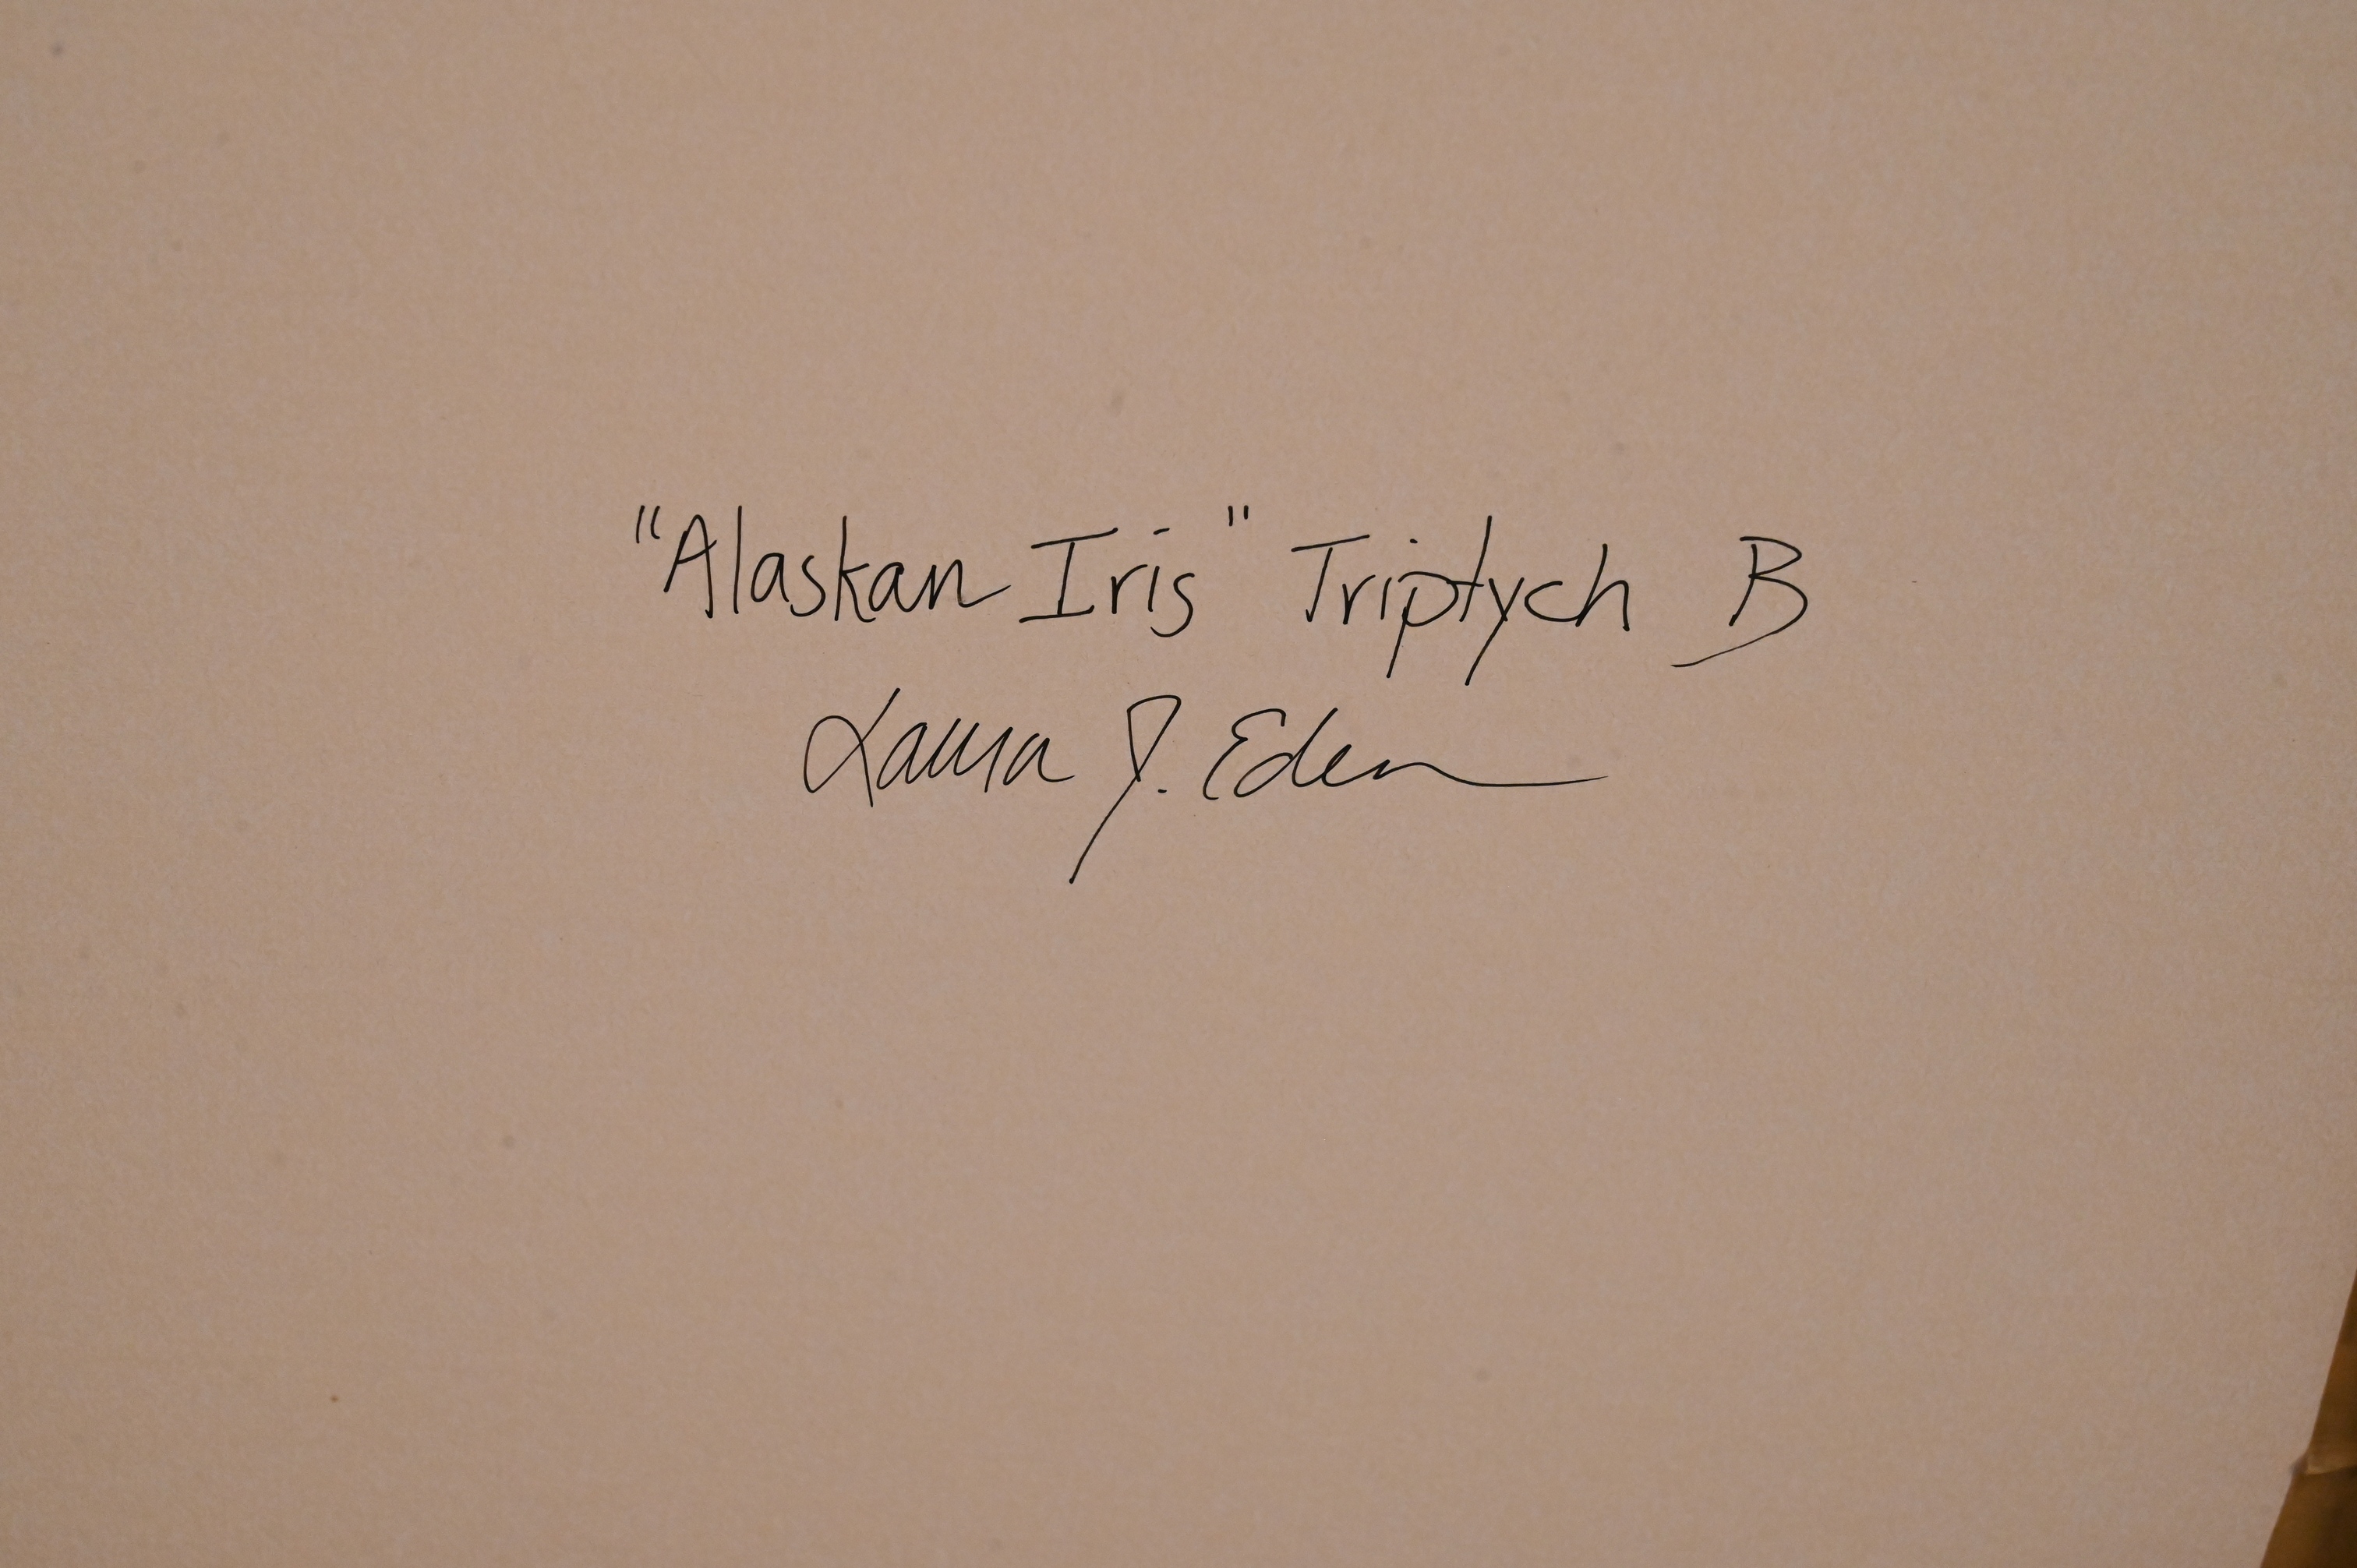 "Alaskan Iris" Triptych B
Laura J. Eden